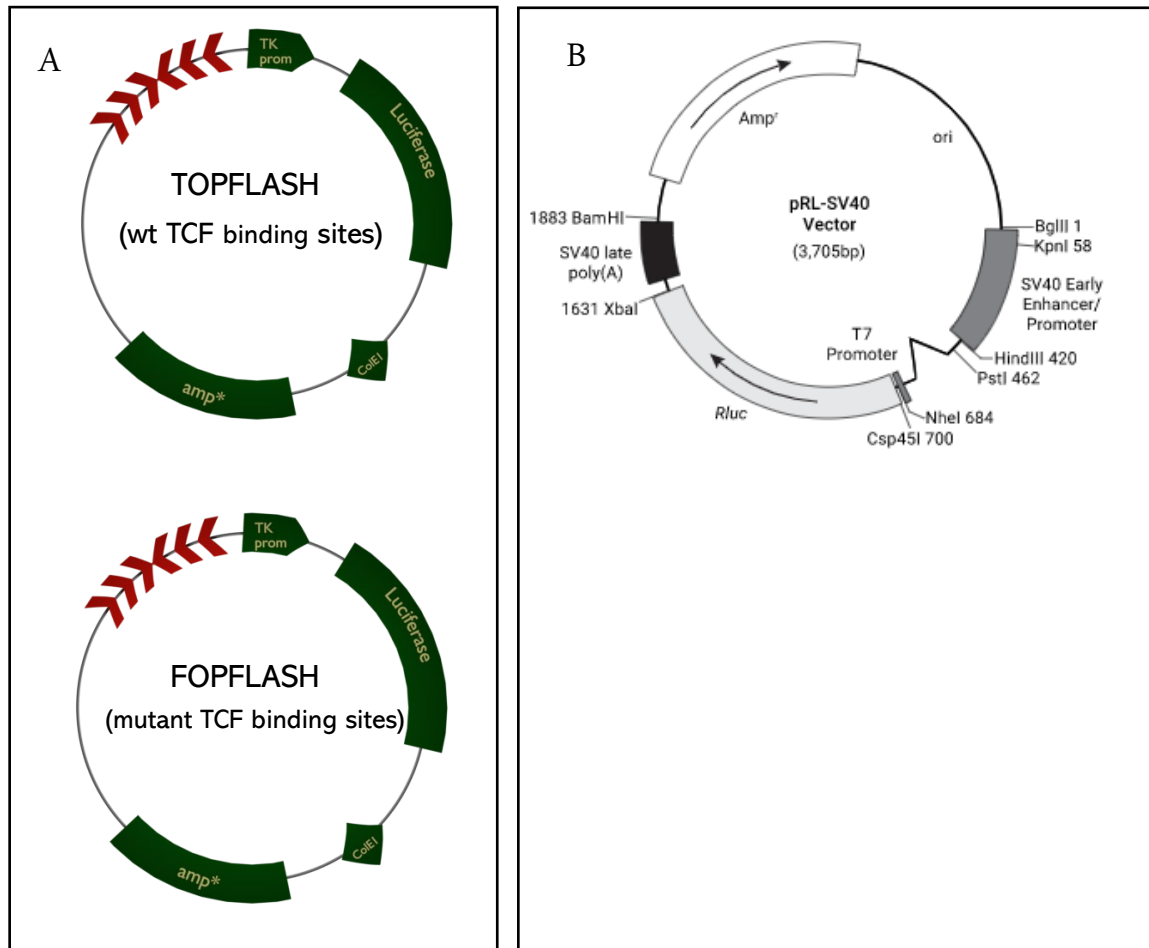 A
TK
prom
Luciferase
TOPFLASH
(wt TCF binding sites)
ColEI
amp*
TK
prom
Luciferase
FOPFLASH
(mutant TCF binding sites)
ColEI
amp*
B
Ampʳ
ori
pRL-SV40
Vector
(3,705bp)
1883 BamHI
BglII 1
KpnI 58
SV40 late
poly(A)
SV40 Early
Enhancer/
Promoter
1631 XbaI
T7
Promoter
HindIII 420
PstI 462
Rluc
NheI 684
Csp45I 700